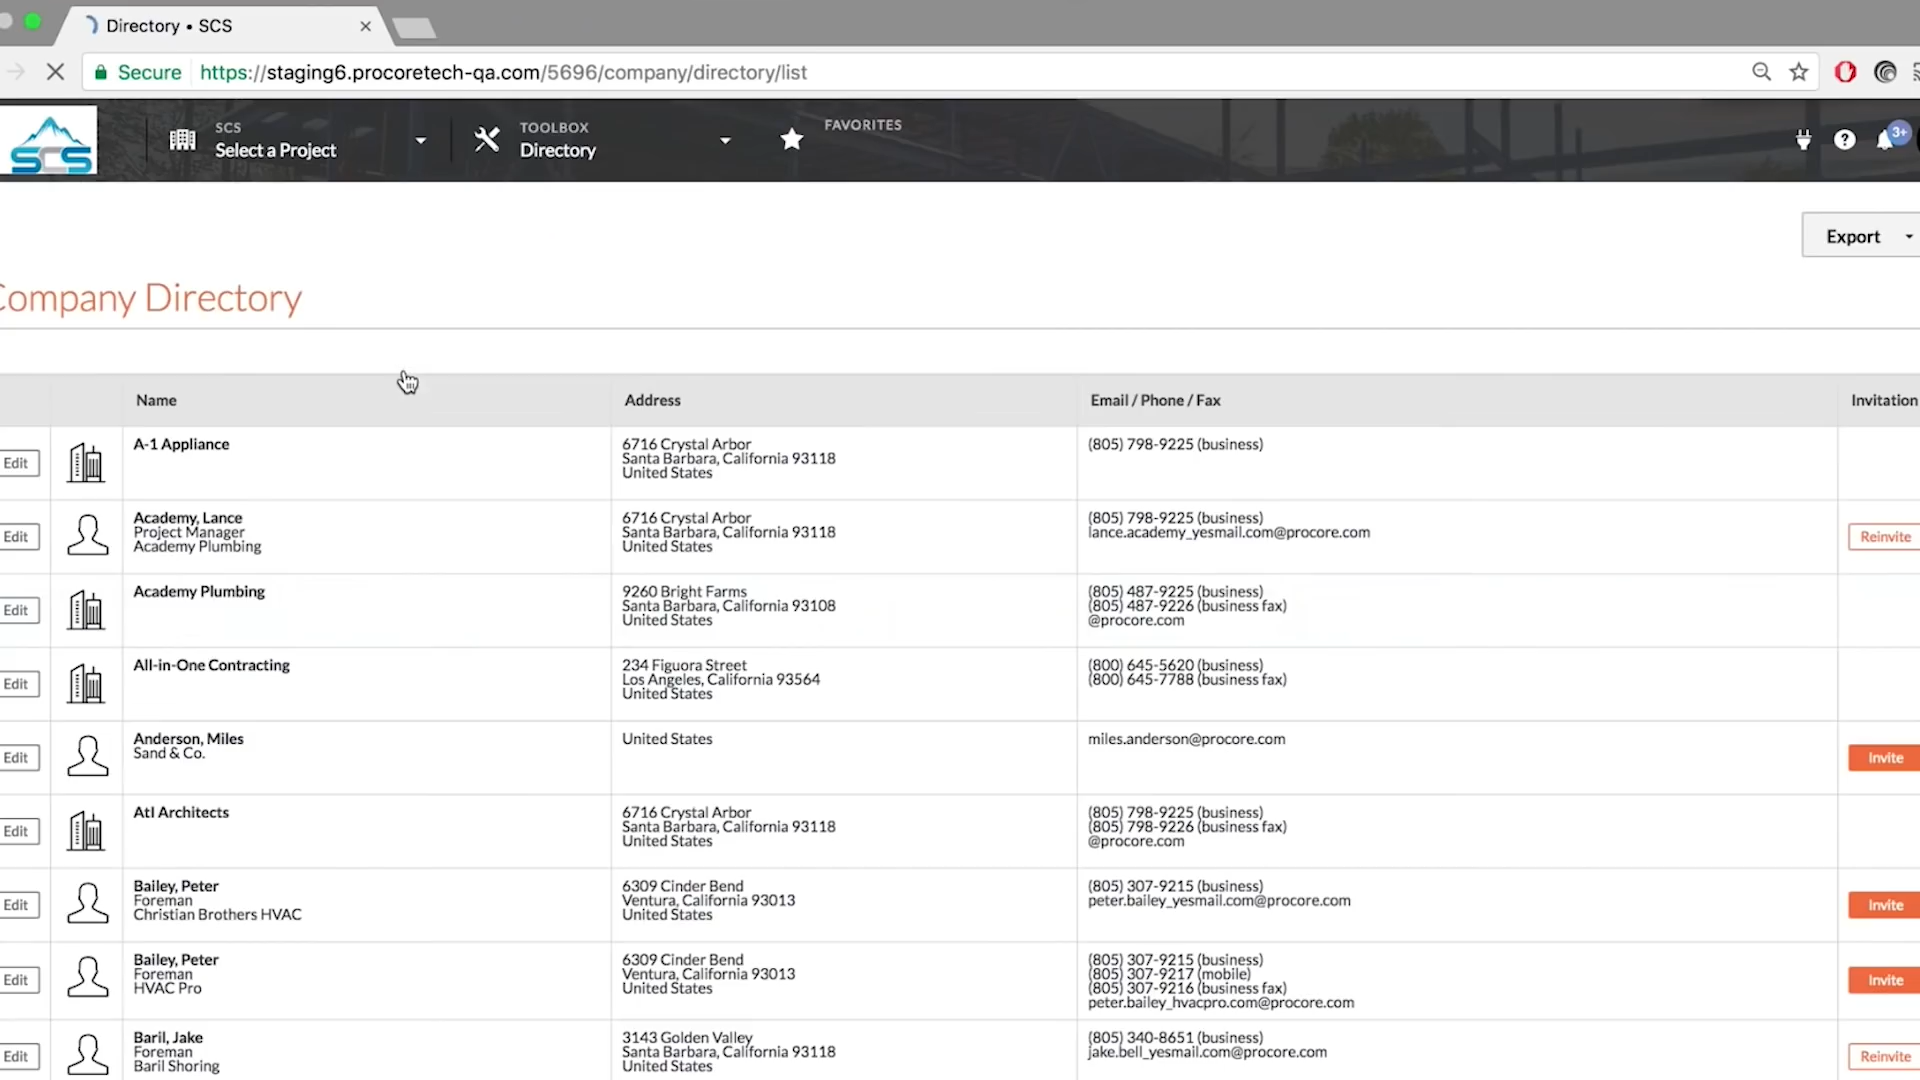 Directory • SCS
Secure https://staging6.procoretech-qa.com/5696/company/directory/list
SCS
SCS
Select a Project
TOOLBOX
Directory
FAVORITES
3+
Export
Company Directory
Name Address Email / Phone / Fax Invitation
Edit
A-1 Appliance
6716 Crystal Arbor
Santa Barbara, California 93118
United States
(805) 798-9225 (business)
Edit
Academy, Lance
Project Manager
Academy Plumbing
6716 Crystal Arbor
Santa Barbara, California 93118
United States
(805) 798-9225 (business)
lance.academy_yesmail.com@procore.com
Reinvite
Edit
Academy Plumbing
9260 Bright Farms
Santa Barbara, California 93108
United States
(805) 487-9225 (business)
(805) 487-9226 (business fax)
@procore.com
Edit
All-in-One Contracting
234 Figuora Street
Los Angeles, California 93564
United States
(800) 645-5620 (business)
(800) 645-7788 (business fax)
Edit
Anderson, Miles
Sand & Co.
United States
miles.anderson@procore.com
Invite
Edit
Atl Architects
6716 Crystal Arbor
Santa Barbara, California 93118
United States
(805) 798-9225 (business)
(805) 798-9226 (business fax)
@procore.com
Edit
Bailey, Peter
Foreman
Christian Brothers HVAC
6309 Cinder Bend
Ventura, California 93013
United States
(805) 307-9215 (business)
peter.bailey_yesmail.com@procore.com
Invite
Edit
Bailey, Peter
Foreman
HVAC Pro
6309 Cinder Bend
Ventura, California 93013
United States
(805) 307-9215 (business)
(805) 307-9217 (mobile)
(805) 307-9216 (business fax)
peter.bailey_hvacpro.com@procore.com
Invite
Edit
Baril, Jake
Foreman
Baril Shoring
3143 Golden Valley
Santa Barbara, California 93118
United States
(805) 340-8651 (business)
jake.bell_yesmail.com@procore.com
Reinvite